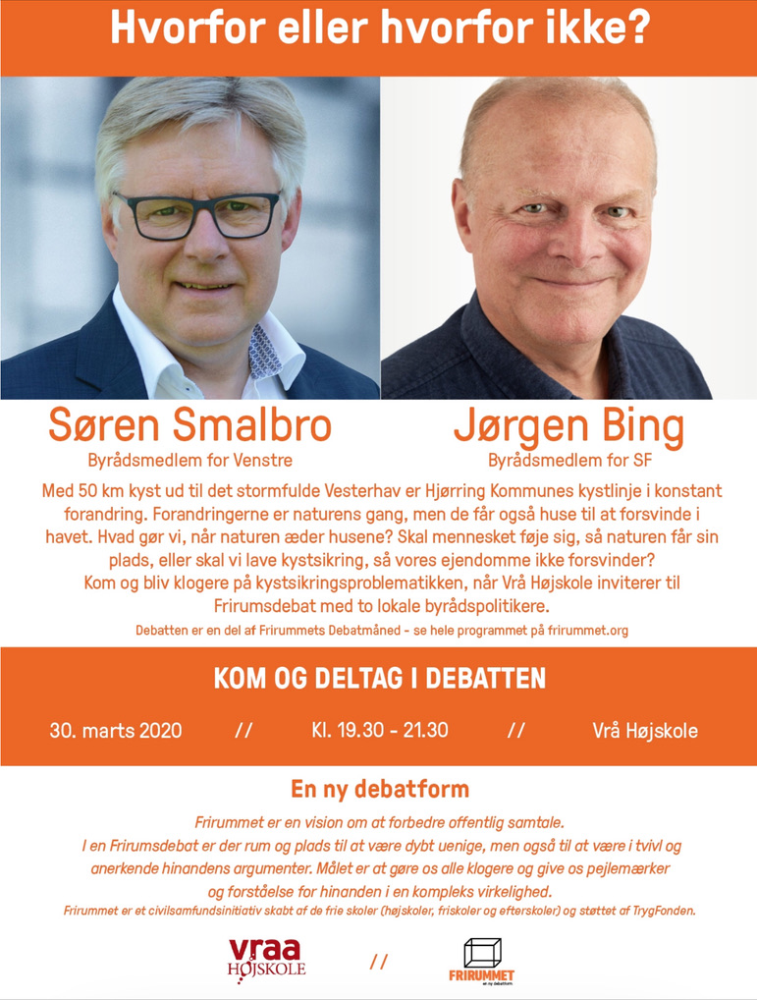 Hvorfor eller hvorfor ikke?
Søren Smalbro
Byrådsmedlem for Venstre
Jørgen Bing
Byrådsmedlem for SF
Med 50 km kyst ud til det stormfulde Vesterhav er Hjørring Kommunes kystlinje i konstant
forandring. Forandringerne er naturens gang, men de får også huse til at forsvinde i
havet. Hvad gør vi, når naturen æder husene? Skal mennesket føje sig, så naturen får sin
plads, eller skal vi lave kystsikring, så vores ejendomme ikke forsvinder?
Kom og bliv klogere på kystsikringsproblematikken, når Vrå Højskole inviterer til
Frirumsdebat med to lokale byrådspolitikere.
Debatten er en del af Frirummets Debatmåned - se hele programmet på frirummet.org
KOM OG DELTAG I DEBATTEN
30. marts 2020 // Kl. 19.30 - 21.30 // Vrå Højskole
En ny debatform
Frirummet er en vision om at forbedre offentlig samtale.
I en Frirumsdebat er der rum og plads til at være dybt uenige, men også til at være i tvivl og
anerkende hinandens argumenter. Målet er at gøre os alle klogere og give os pejlemærker
og forståelse for hinanden i en kompleks virkelighed.
Frirummet er et civilsamfundsinitiativ skabt af de frie skoler (højskoler, friskoler og efterskoler) og støttet af TrygFonden.
vraa
HØJSKOLE
//
FRIRUMMET
en ny debatform